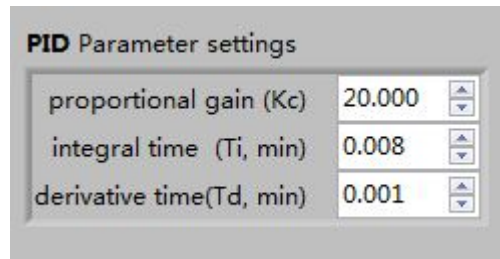 PID Parameter settings
proportional gain (Kc) 20.000
integral time (Ti, min) 0.008
derivative time(Td, min) 0.001